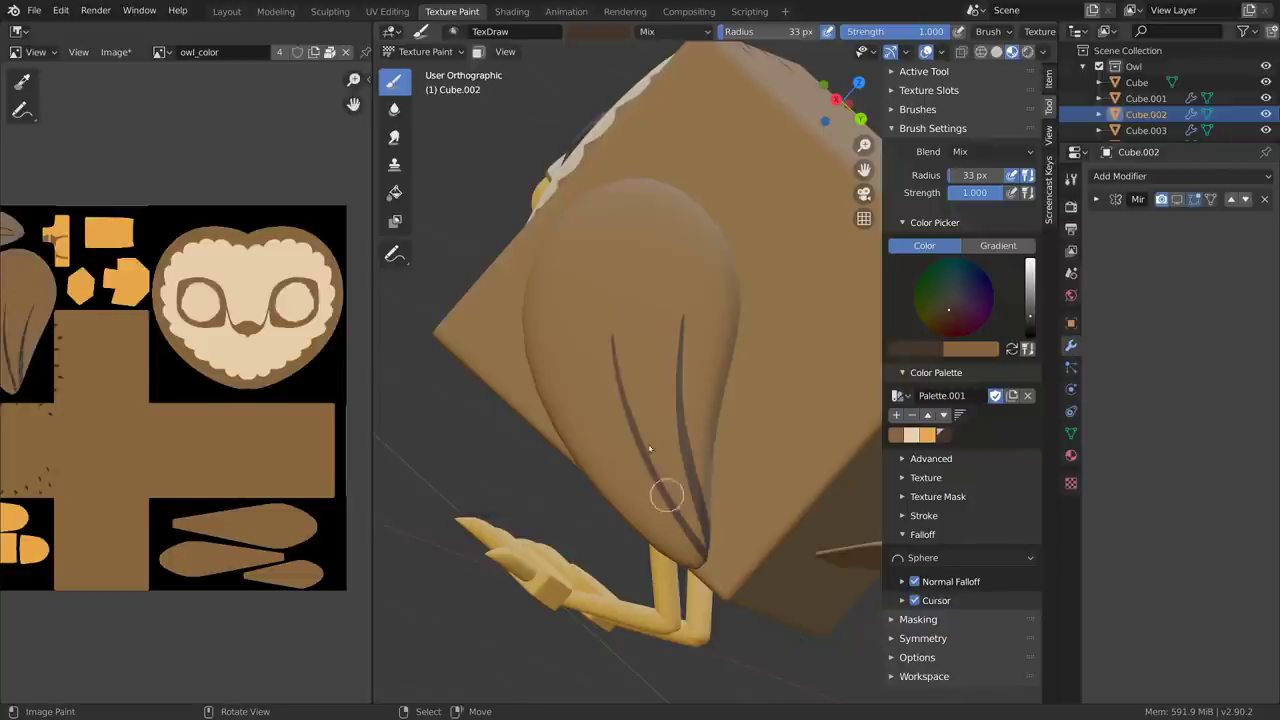 File Edit Render Window Help Layout Modeling Sculpting UV Editing Texture Paint Shading Animation Rendering Compositing Scripting + Scene View Layer
View View Image* owl_color 4 TexDraw Mix Radius 33 px Strength 1.000 Brush Texture
Texture Paint View
User Orthographic
(1) Cube.002
X Y Z
Active Tool
Texture Slots
Brushes
Brush Settings
Blend Mix
Radius 33 px
Strength 1.000
Color Picker
Color Gradient
Color Palette
Palette.001
Advanced
Texture
Texture Mask
Stroke
Falloff
Sphere
Normal Falloff
Cursor
Masking
Symmetry
Options
Workspace
Item
Tool
View
Screencast Keys
Scene Collection
Owl
Cube
Cube.001
Cube.002
Cube.003
Cube.002
Add Modifier
Mir
Image Paint Rotate View Select Move Mem: 591.9 MiB | v2.90.2